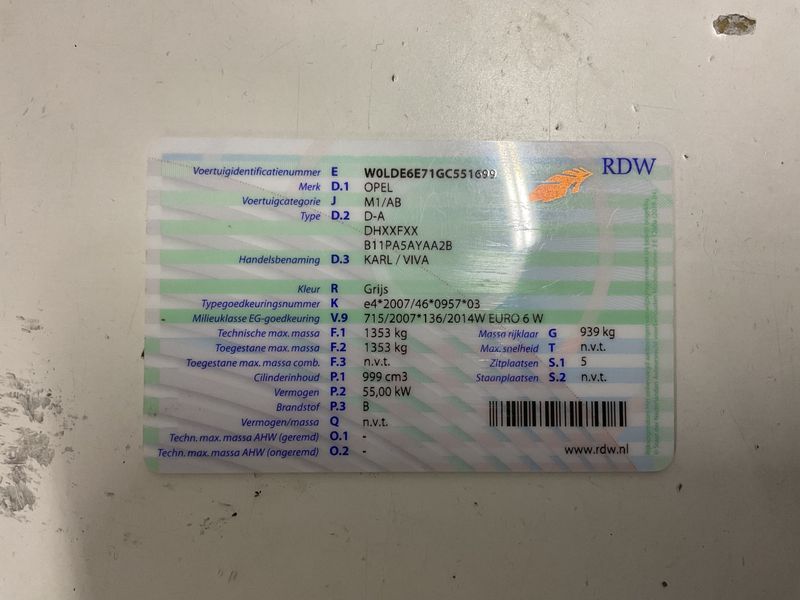 RDW
Voertuigidentificatienummer E W0LDE6E71GC551699
Merk D.1 OPEL
Voertuigcategorie J M1/AB
Type D.2 D-A
DHXXFXX
B11PA5AYAA2B
Handelsbenaming D.3 KARL / VIVA
Kleur R Grijs
Typegoedkeuringsnummer K e4*2007/46*0957*03
Milieuklasse EG-goedkeuring V.9 715/2007*136/2014W EURO 6 W
Technische max. massa F.1 1353 kg Massa rijklaar G 939 kg
Toegestane max. massa F.2 1353 kg Max. snelheid T n.v.t.
Toegestane max. massa comb. F.3 n.v.t. Zitplaatsen S.1 5
Cilinderinhoud P.1 999 cm3 Staanplaatsen S.2 n.v.t.
Vermogen P.2 55,00 kW
Brandstof P.3 B
Vermogen/massa Q n.v.t.
Techn. max. massa AHW (geremd) O.1 -
Techn. max. massa AHW (ongeremd) O.2 -
www.rdw.nl